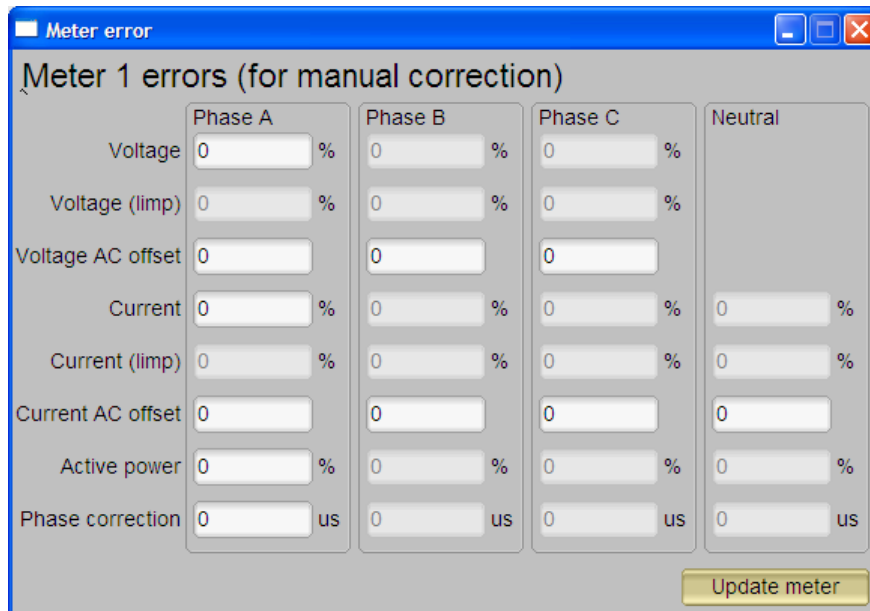 Meter error
Meter 1 errors (for manual correction)
Phase A Phase B Phase C Neutral
Voltage 0 % 0 % 0 %
Voltage (limp) 0 % 0 % 0 %
Voltage AC offset 0 0 0
Current 0 % 0 % 0 % 0 %
Current (limp) 0 % 0 % 0 % 0 %
Current AC offset 0 0 0 0
Active power 0 % 0 % 0 % 0 %
Phase correction 0 us 0 us 0 us 0 us
Update meter